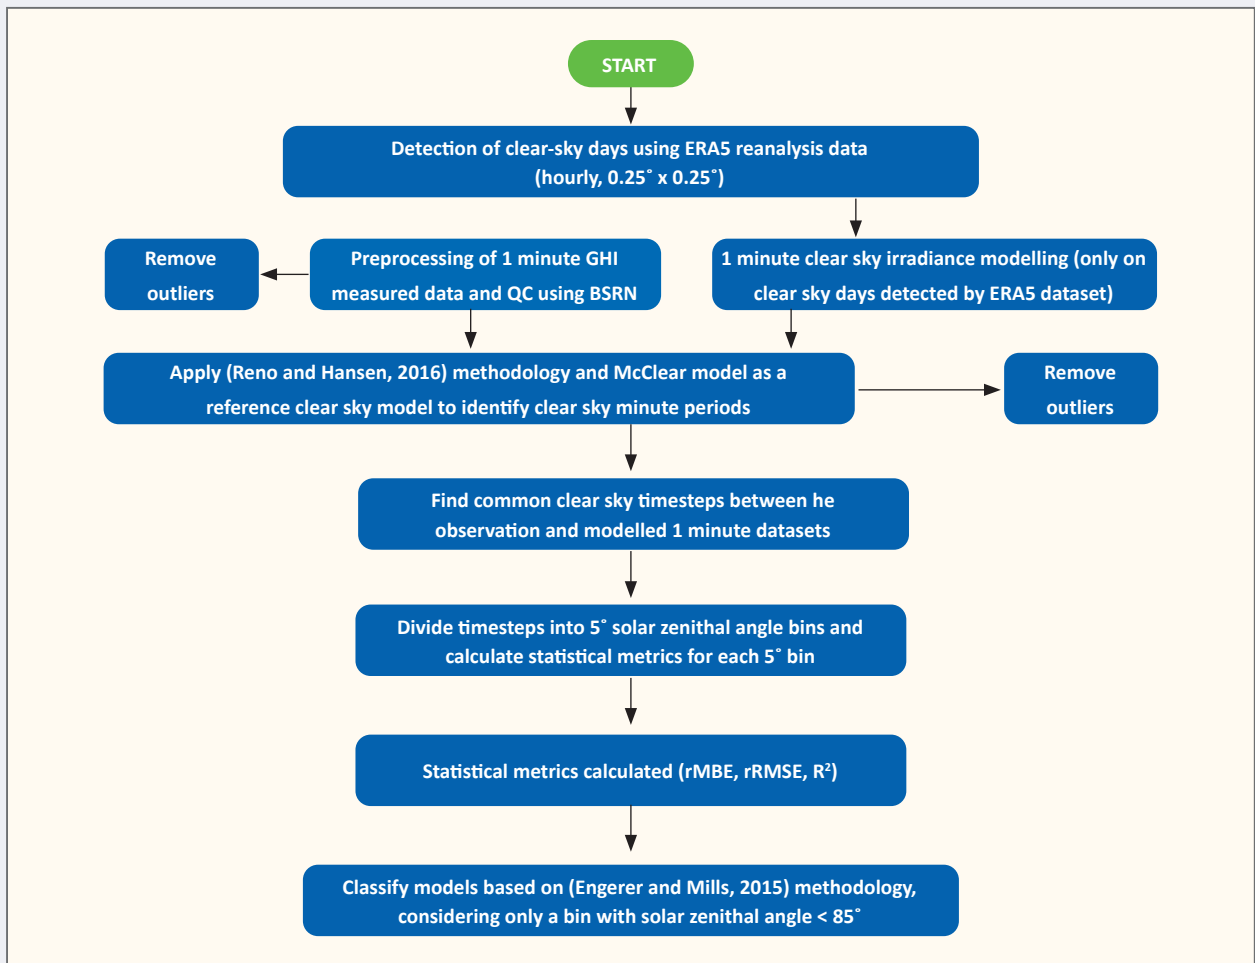 START
Detection of clear-sky days using ERA5 reanalysis data
(hourly, 0.25° x 0.25°)
Remove
outliers
Preprocessing of 1 minute GHI
measured data and QC using BSRN
1 minute clear sky irradiance modelling (only on
clear sky days detected by ERA5 dataset)
Apply (Reno and Hansen, 2016) methodology and McClear model as a
reference clear sky model to identify clear sky minute periods
Remove
outliers
Find common clear sky timesteps between he
observation and modelled 1 minute datasets
Divide timesteps into 5° solar zenithal angle bins and
calculate statistical metrics for each 5° bin
Statistical metrics calculated (rMBE, rRMSE, R²)
Classify models based on (Engerer and Mills, 2015) methodology,
considering only a bin with solar zenithal angle < 85°